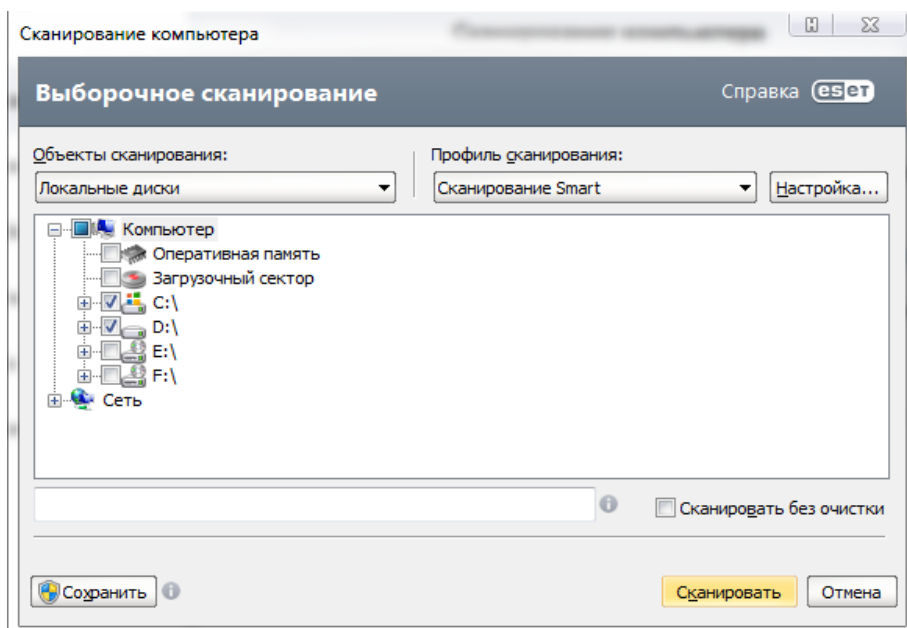 Сканирование компьютера
Выборочное сканирование
Справка eset
Объекты сканирования:
Профиль сканирования:
Локальные диски
Сканирование Smart
Настройка...
Компьютер
Оперативная память
Загрузочный сектор
C:\
D:\
E:\
F:\
Сеть
Сканировать без очистки
Сохранить
Сканировать
Отмена